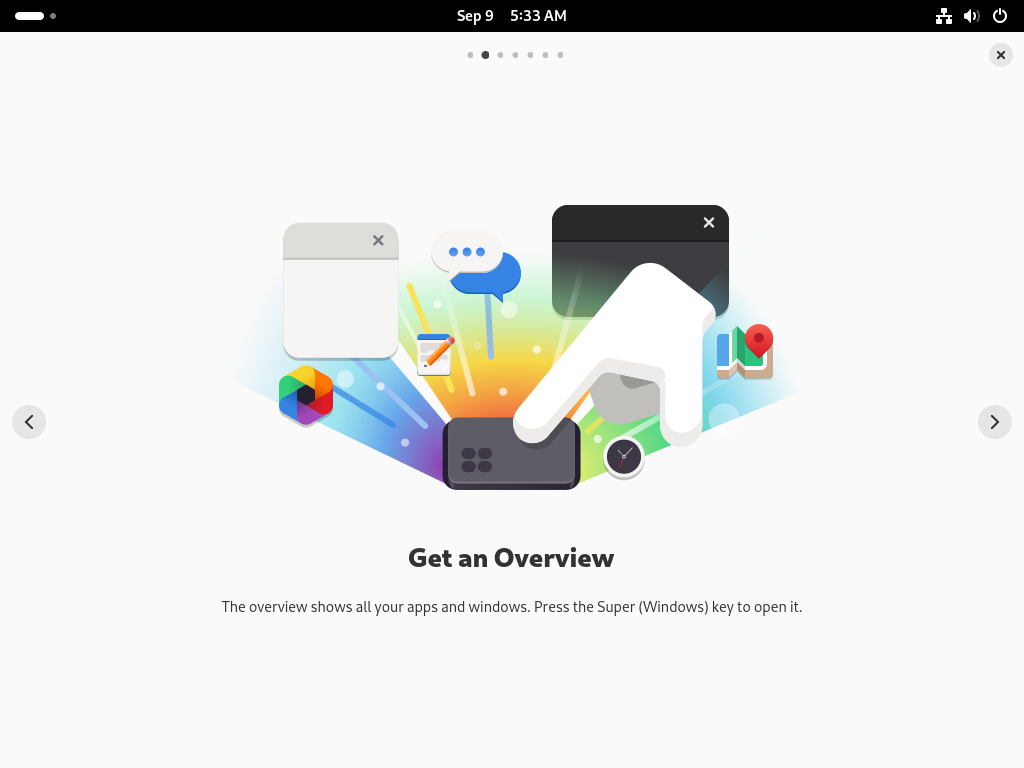 Sep 9 5:33 AM
Get an Overview
The overview shows all your apps and windows. Press the Super (Windows) key to open it.